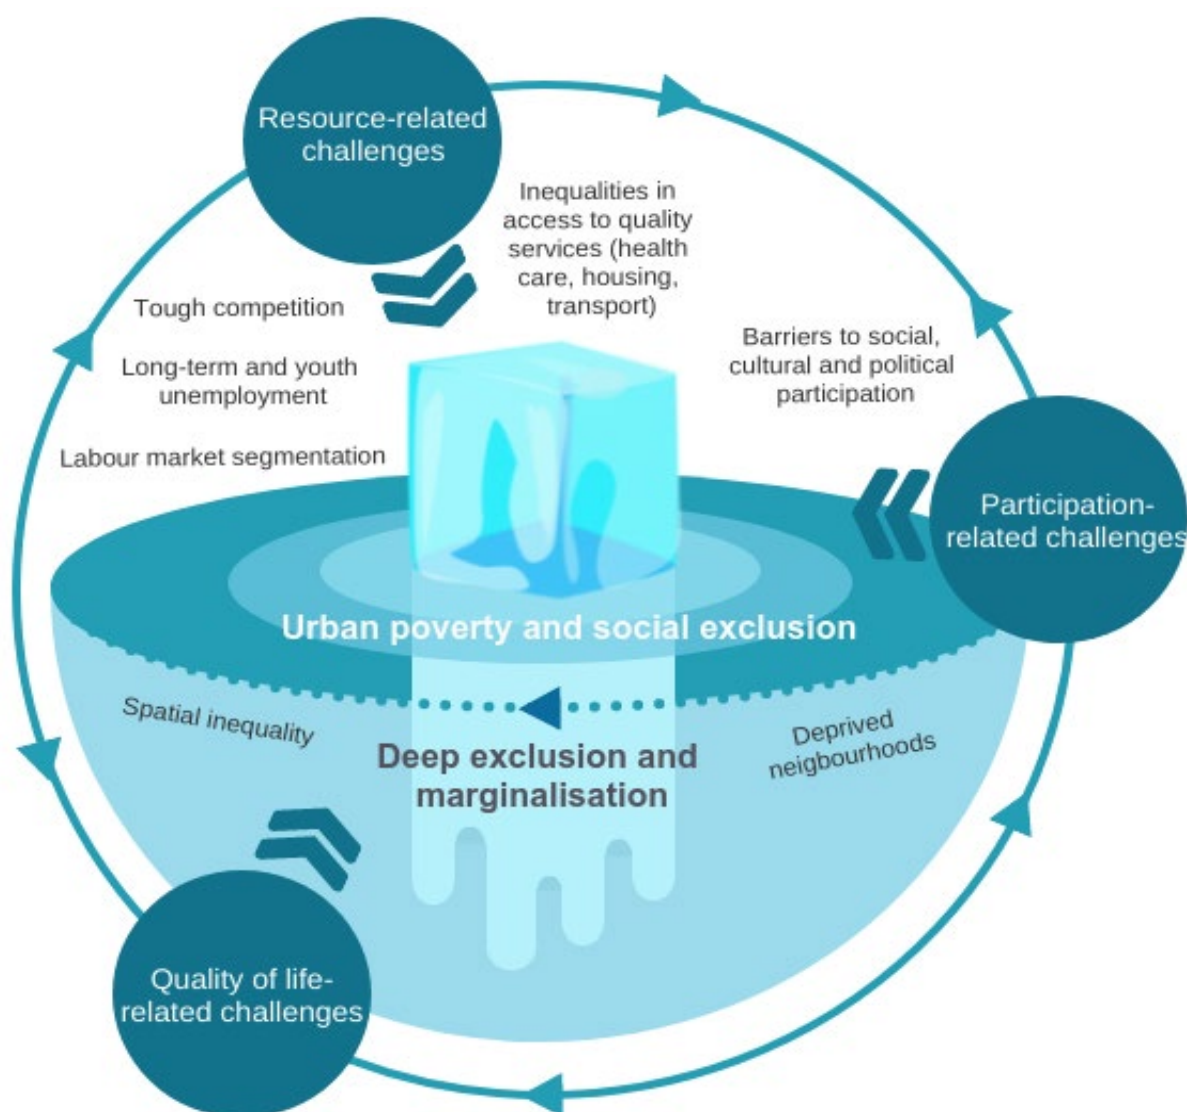 Resource-related
challenges
Inequalities in
access to quality
services (health
care, housing,
transport)
Tough competition
Long-term and youth
unemployment
Labour market segmentation
Barriers to social,
cultural and political
participation
Participation-
related challenges
Urban poverty and social exclusion
Spatial inequality
Deep exclusion and
marginalisation
Deprived
neigbourhoods
Quality of life-
related challenges